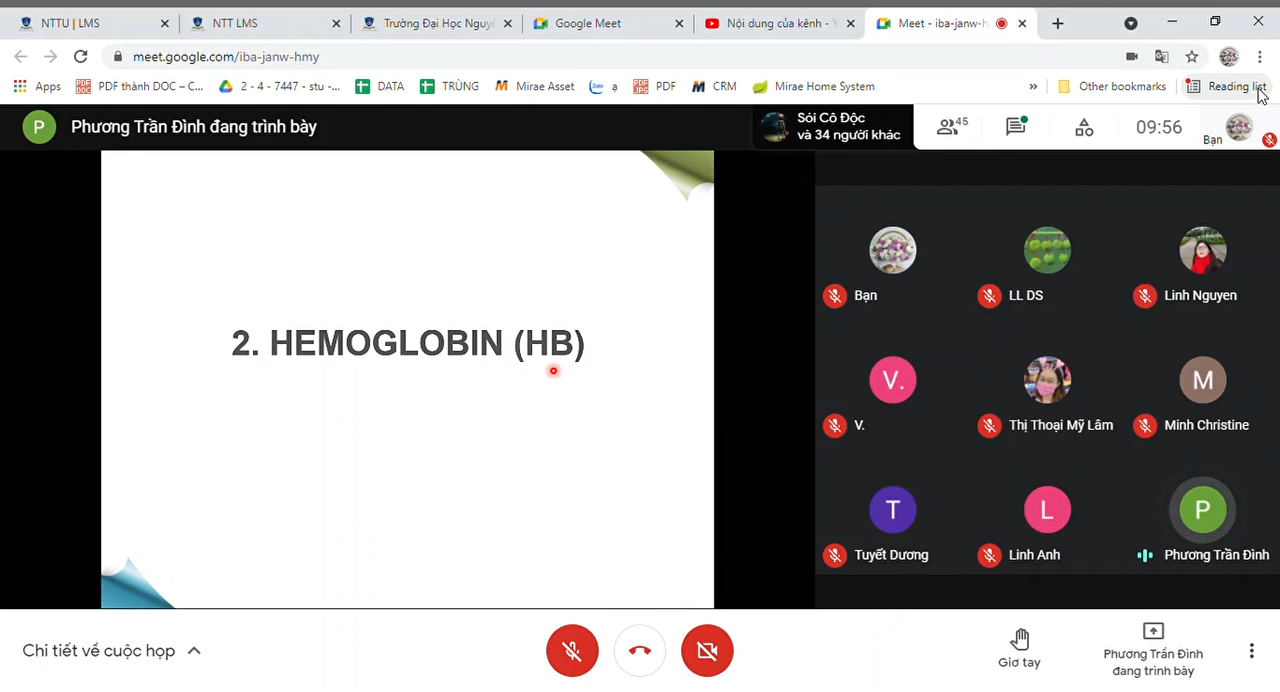 NTTU | LMS
NTT LMS
Trường Đại Học Nguy
Google Meet
Nội dung của kênh - Y
Meet - iba-janw-h
meet.google.com/iba-janw-hmy
Apps
PDF thành DOC – C...
2 - 4 - 7447 - stu -...
DATA
TRÙNG
Mirae Asset
ạ
PDF
CRM
Mirae Home System
»
Other bookmarks
Reading list
P
Phương Trần Đình đang trình bày
Sói Cô Độc
và 34 người khác
45
09:56
Bạn
2. HEMOGLOBIN (HB)
Bạn
LL DS
Linh Nguyen
V.
M
V.
Thị Thoại Mỹ Lâm
Minh Christine
T
L
P
Tuyết Dương
Linh Anh
Phương Trần Đình
Chi tiết về cuộc họp
Giơ tay
Phương Trần Đình
đang trình bày